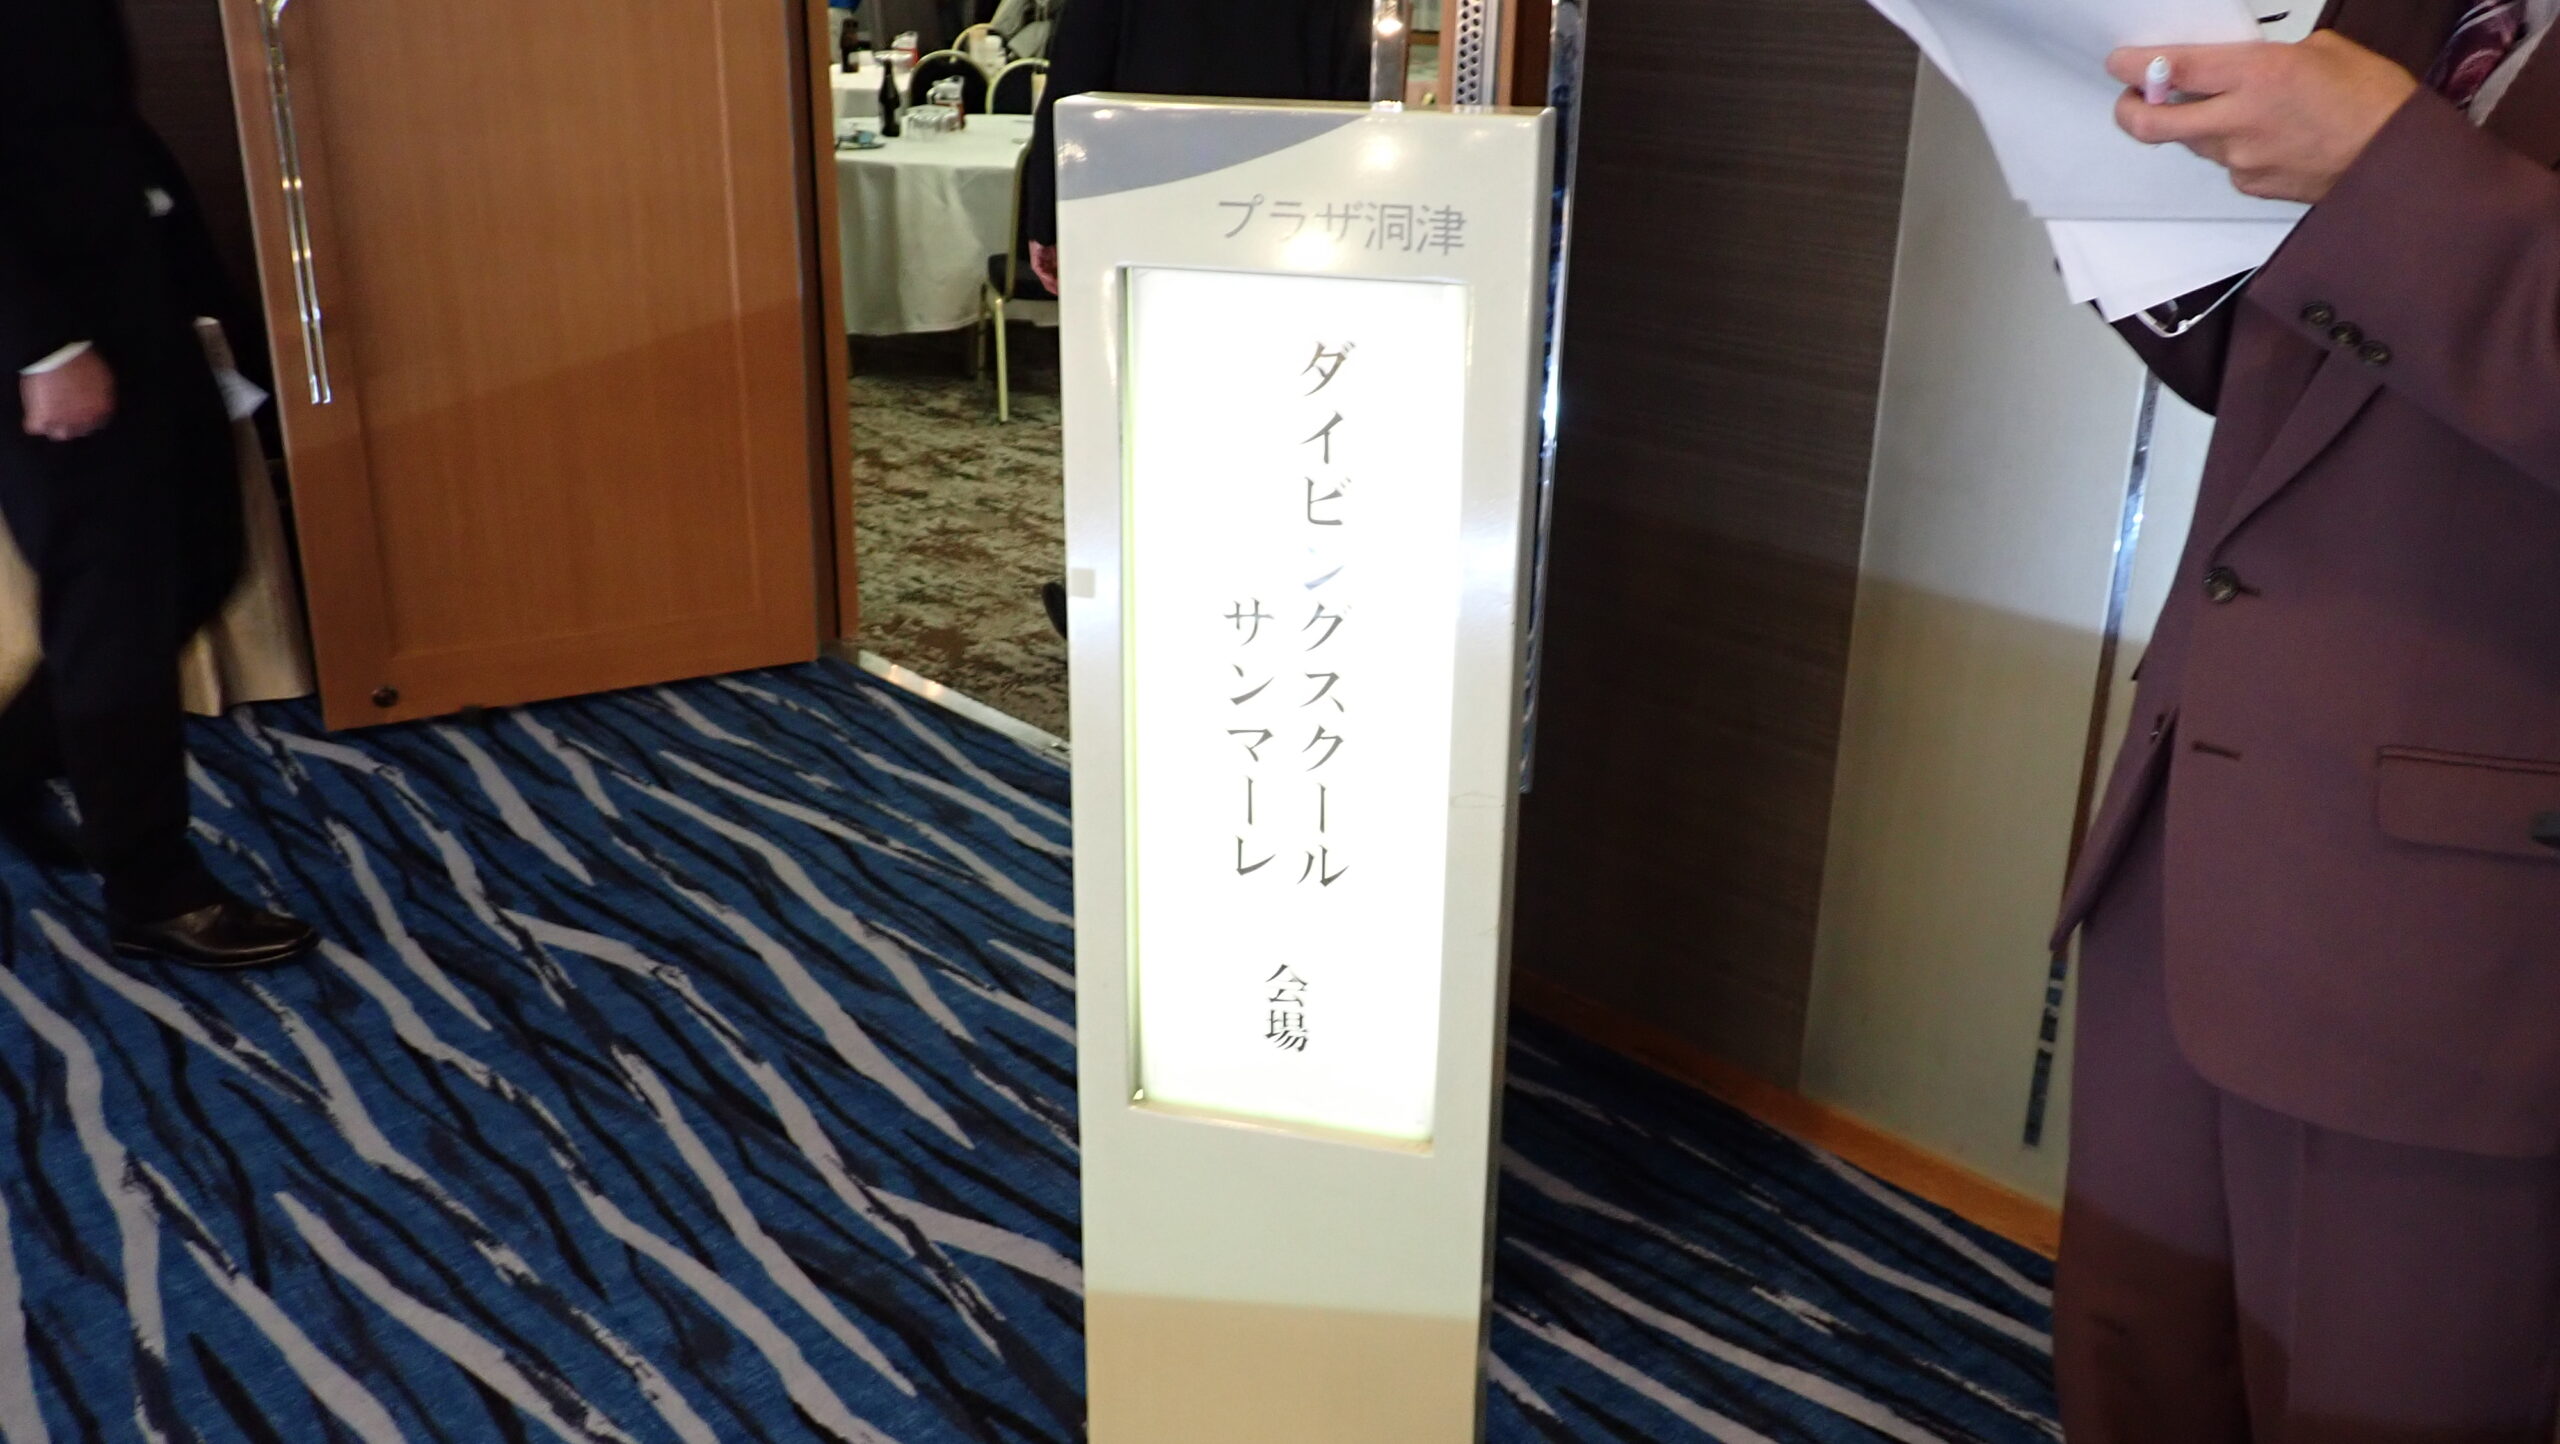 プラザ洞津
ダイビングスクール
サンマーレ
会場